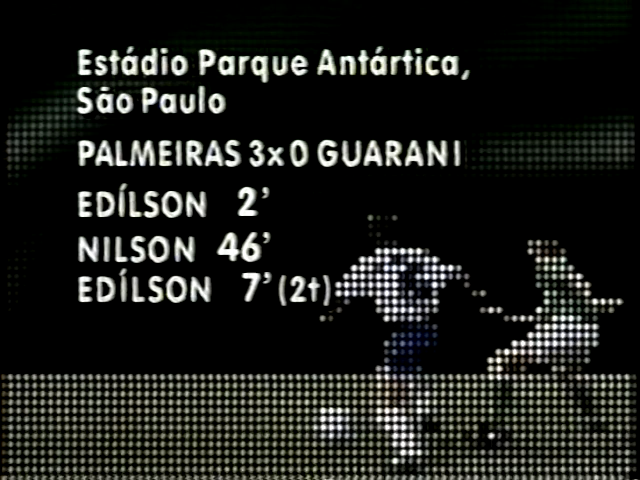 Estádio Parque Antártica,
São Paulo
PALMEIRAS 3x0 GUARANI
EDÍLSON 2'
NILSON 46'
EDÍLSON 7' (2t)